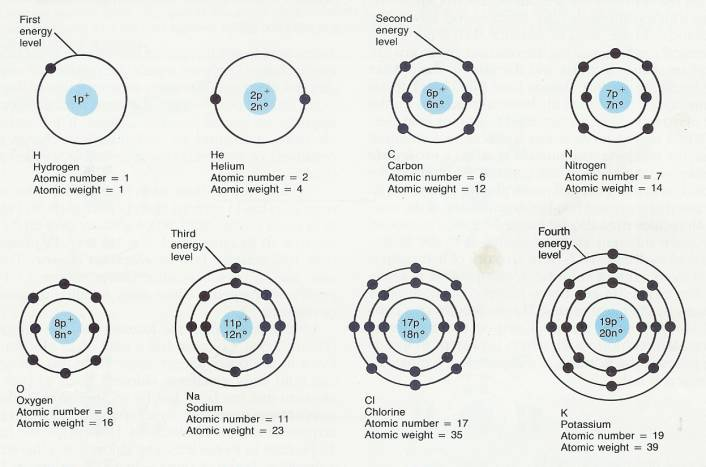 First
energy
level
1p+
H
Hydrogen
Atomic number = 1
Atomic weight = 1
2p+
2n°
He
Helium
Atomic number = 2
Atomic weight = 4
Second
energy
level
6p+
6n°
C
Carbon
Atomic number = 6
Atomic weight = 12
7p+
7n°
N
Nitrogen
Atomic number = 7
Atomic weight = 14
8p+
8n°
O
Oxygen
Atomic number = 8
Atomic weight = 16
Third
energy
level
11p+
12n°
Na
Sodium
Atomic number = 11
Atomic weight = 23
17p+
18n°
Cl
Chlorine
Atomic number = 17
Atomic weight = 35
Fourth
energy
level
19p+
20n°
K
Potassium
Atomic number = 19
Atomic weight = 39